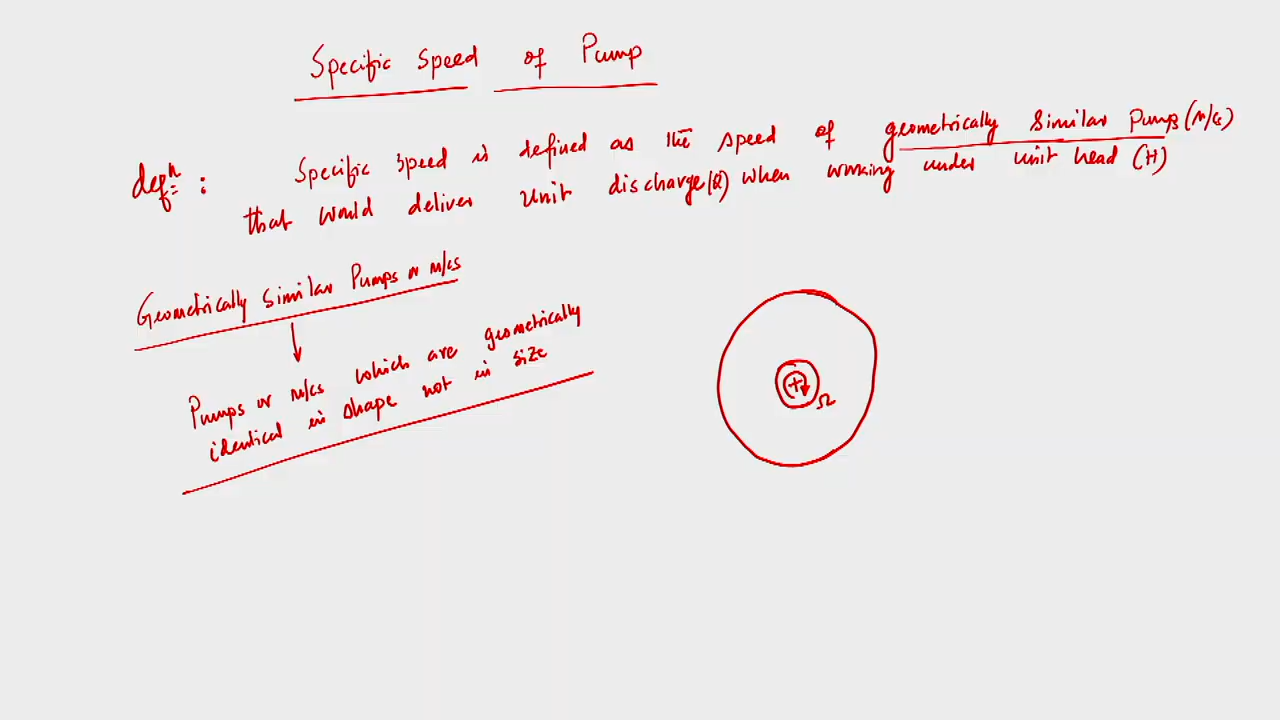 Specific Speed of Pump
defn: Specific Speed is defined as the speed of geometrically similar Pumps (M/cs)
that would deliver unit discharge(Q) when working under unit head (H)
Geometrically Similar Pumps or M/cs
Pumps or M/cs which are geometrically
identical in shape not in size
Ω